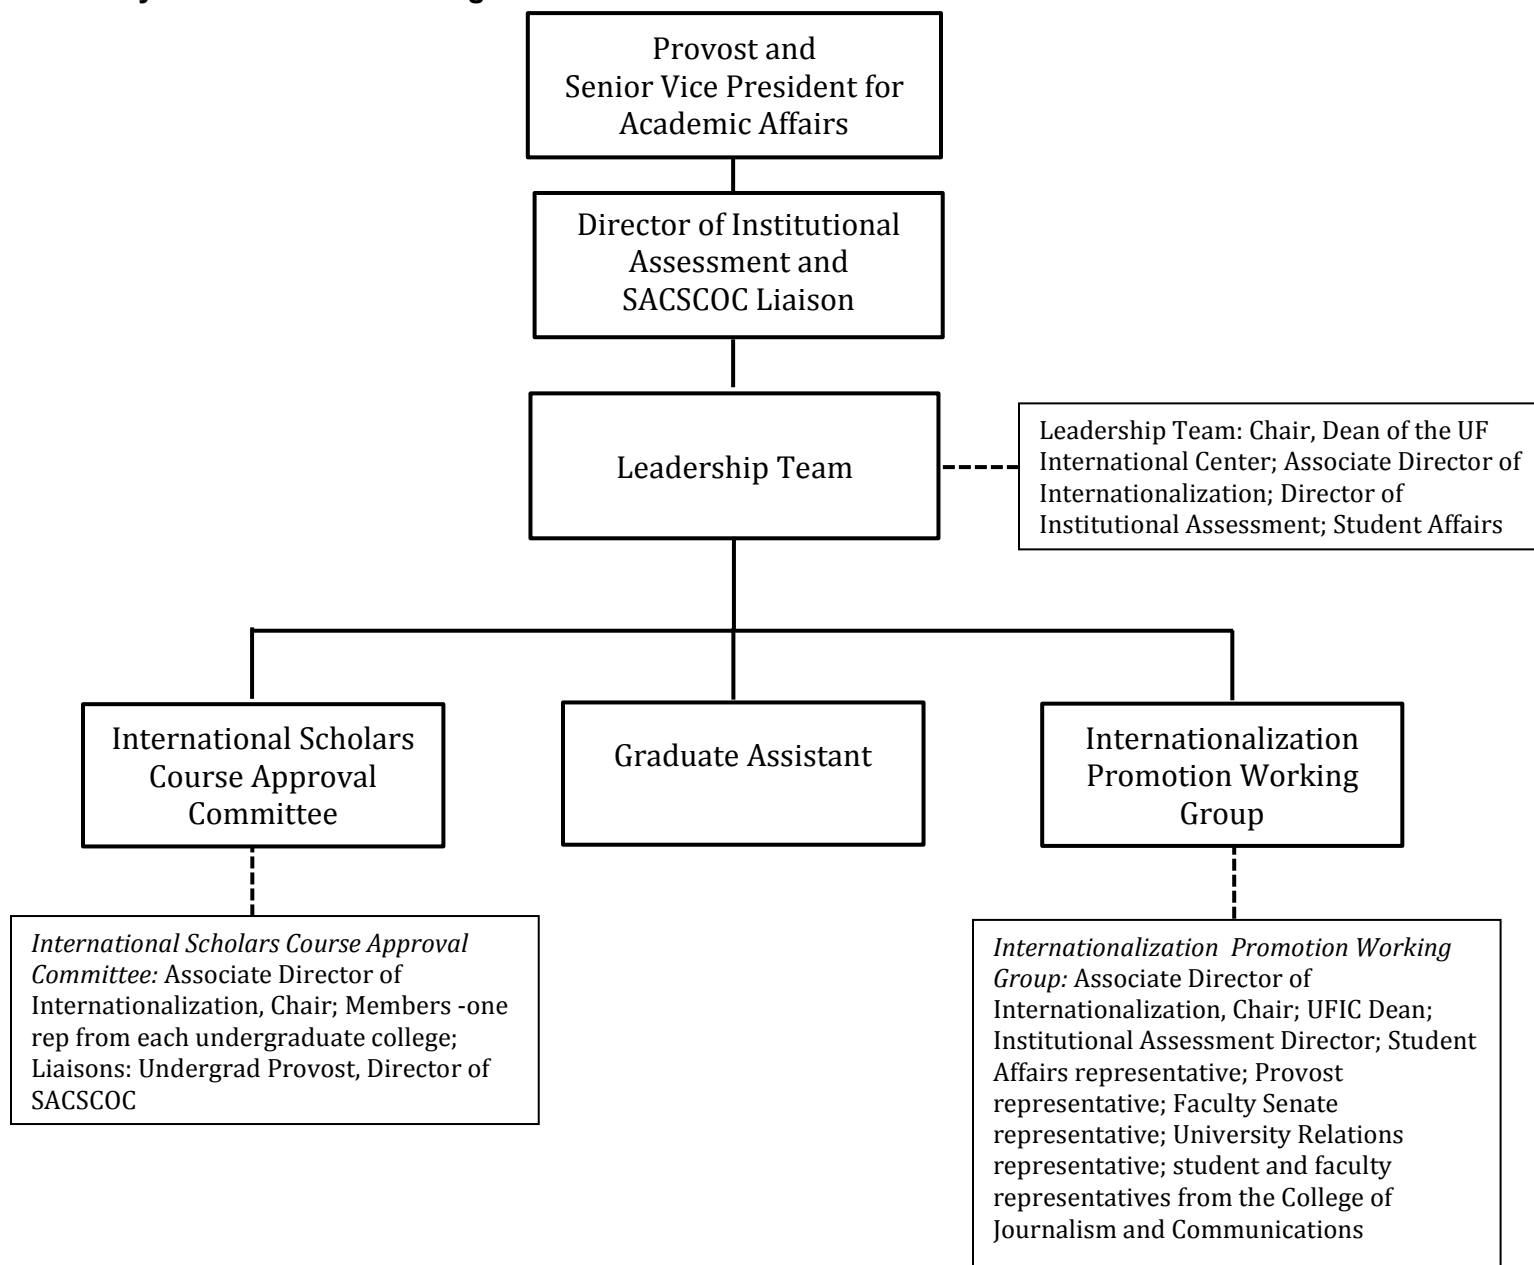 Provost and
Senior Vice President for
Academic Affairs
Director of Institutional
Assessment and
SACSCOC Liaison
Leadership Team
Leadership Team: Chair, Dean of the UF
International Center; Associate Director of
Internationalization; Director of
Institutional Assessment; Student Affairs
International Scholars
Course Approval
Committee
Graduate Assistant
Internationalization
Promotion Working
Group
International Scholars Course Approval
Committee: Associate Director of
Internationalization, Chair; Members -one
rep from each undergraduate college;
Liaisons: Undergrad Provost, Director of
SACSCOC
Internationalization  Promotion Working
Group: Associate Director of
Internationalization, Chair; UFIC Dean;
Institutional Assessment Director; Student
Affairs representative; Provost
representative; Faculty Senate
representative; University Relations
representative; student and faculty
representatives from the College of
Journalism and Communications